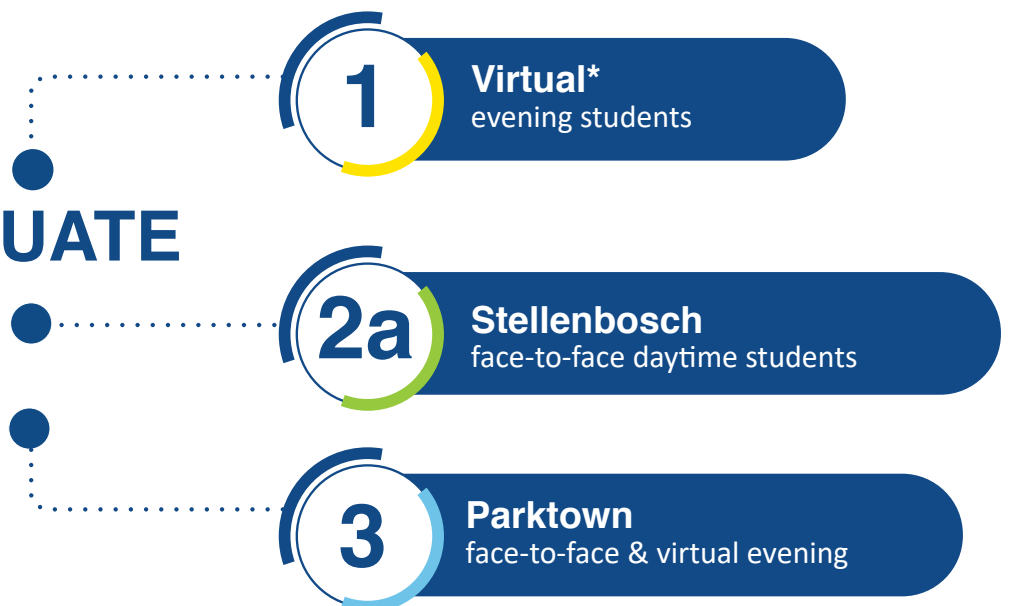 1
Virtual*
evening students
UATE
2a
Stellenbosch
face-to-face daytime students
3
Parktown
face-to-face & virtual evening